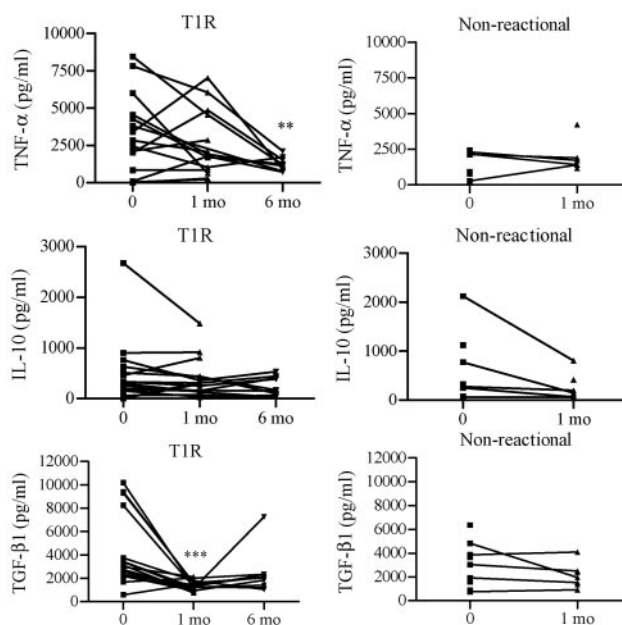 T1R
TNF-α (pg/ml)
10000
7500
5000
2500
0
**
0 1 mo 6 mo
Non-reactional
TNF-α (pg/ml)
10000
7500
5000
2500
0
0 1 mo
T1R
IL-10 (pg/ml)
3000
2000
1000
0
0 1 mo 6 mo
Non-reactional
IL-10 (pg/ml)
3000
2000
1000
0
0 1 mo
T1R
TGF-β1 (pg/ml)
12000
10000
8000
6000
4000
2000
0
***
0 1 mo 6 mo
Non-reactional
TGF-β1 (pg/ml)
12000
10000
8000
6000
4000
2000
0
0 1 mo